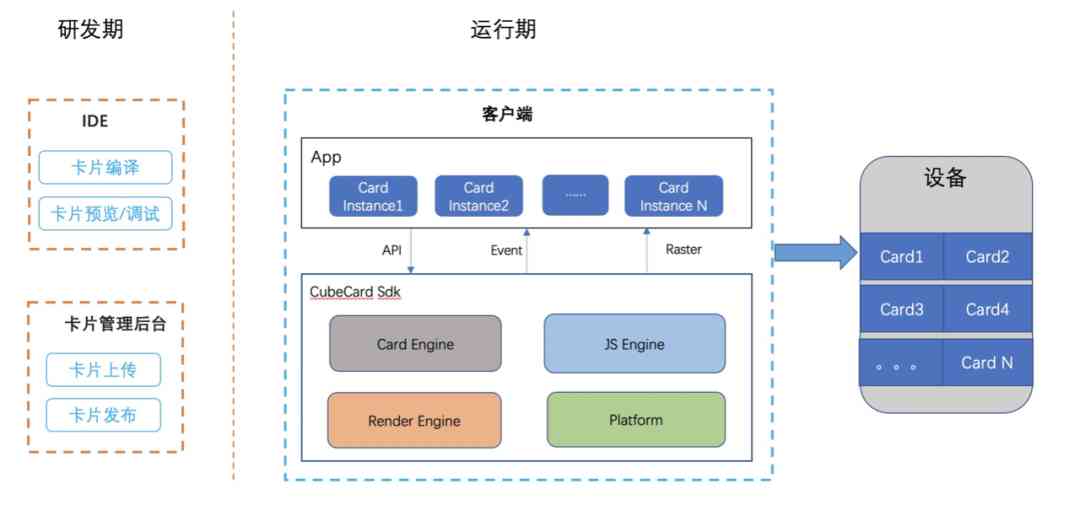 研发期
运行期
IDE
卡片编译
卡片预览/调试
卡片管理后台
卡片上传
卡片发布
客户端
App
Card
Instance1
Card
Instance2
......
Card
Instance N
API
Event
Raster
CubeCard Sdk
Card Engine
JS Engine
Render Engine
Platform
设备
Card1
Card2
Card3
Card4
。。。
Card N